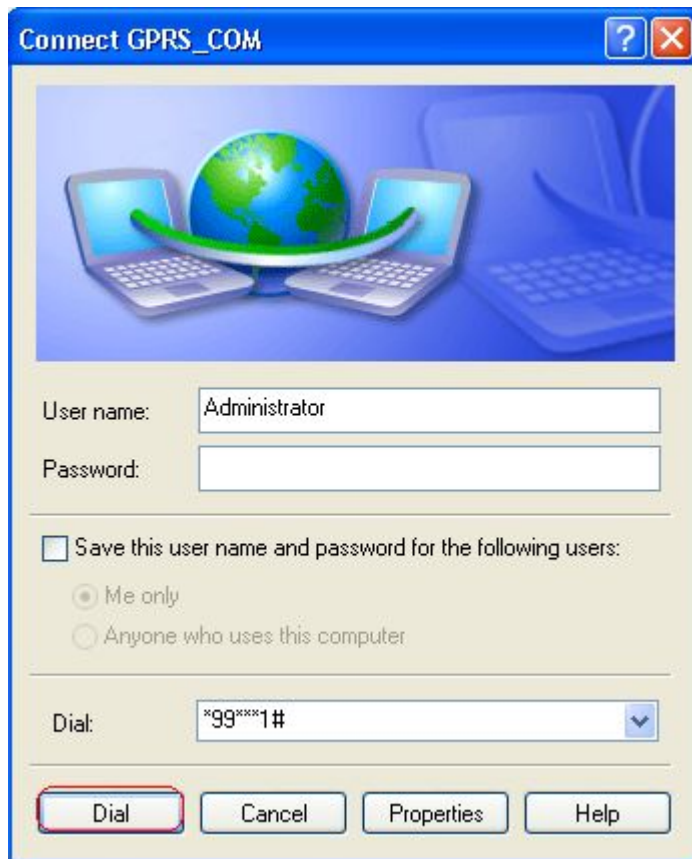 Connect GPRS_COM
User name: Administrator
Password:
Save this user name and password for the following users:
Me only
Anyone who uses this computer
Dial: *99***1#
Dial Cancel Properties Help